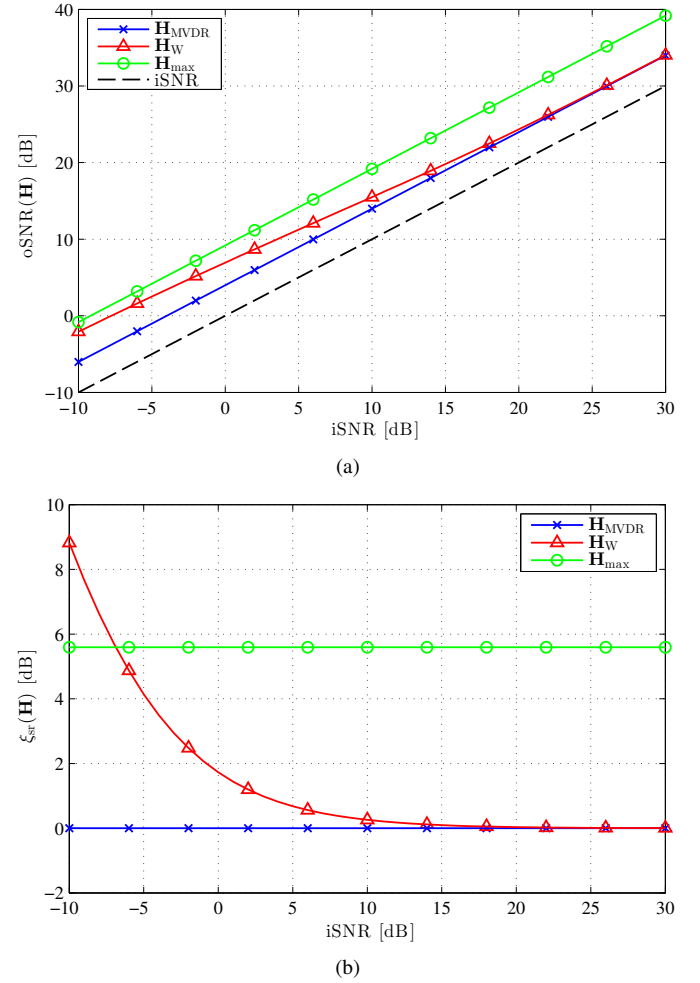 40
30
20
10
0
−10
oSNR(H) [dB]
H_MVDR
H_W
H_max
iSNR
−10 −5 0 5 10 15 20 25 30
iSNR [dB]
(a)
10
8
6
4
2
0
−2
ξ_sr(H) [dB]
H_MVDR
H_W
H_max
−10 −5 0 5 10 15 20 25 30
iSNR [dB]
(b)